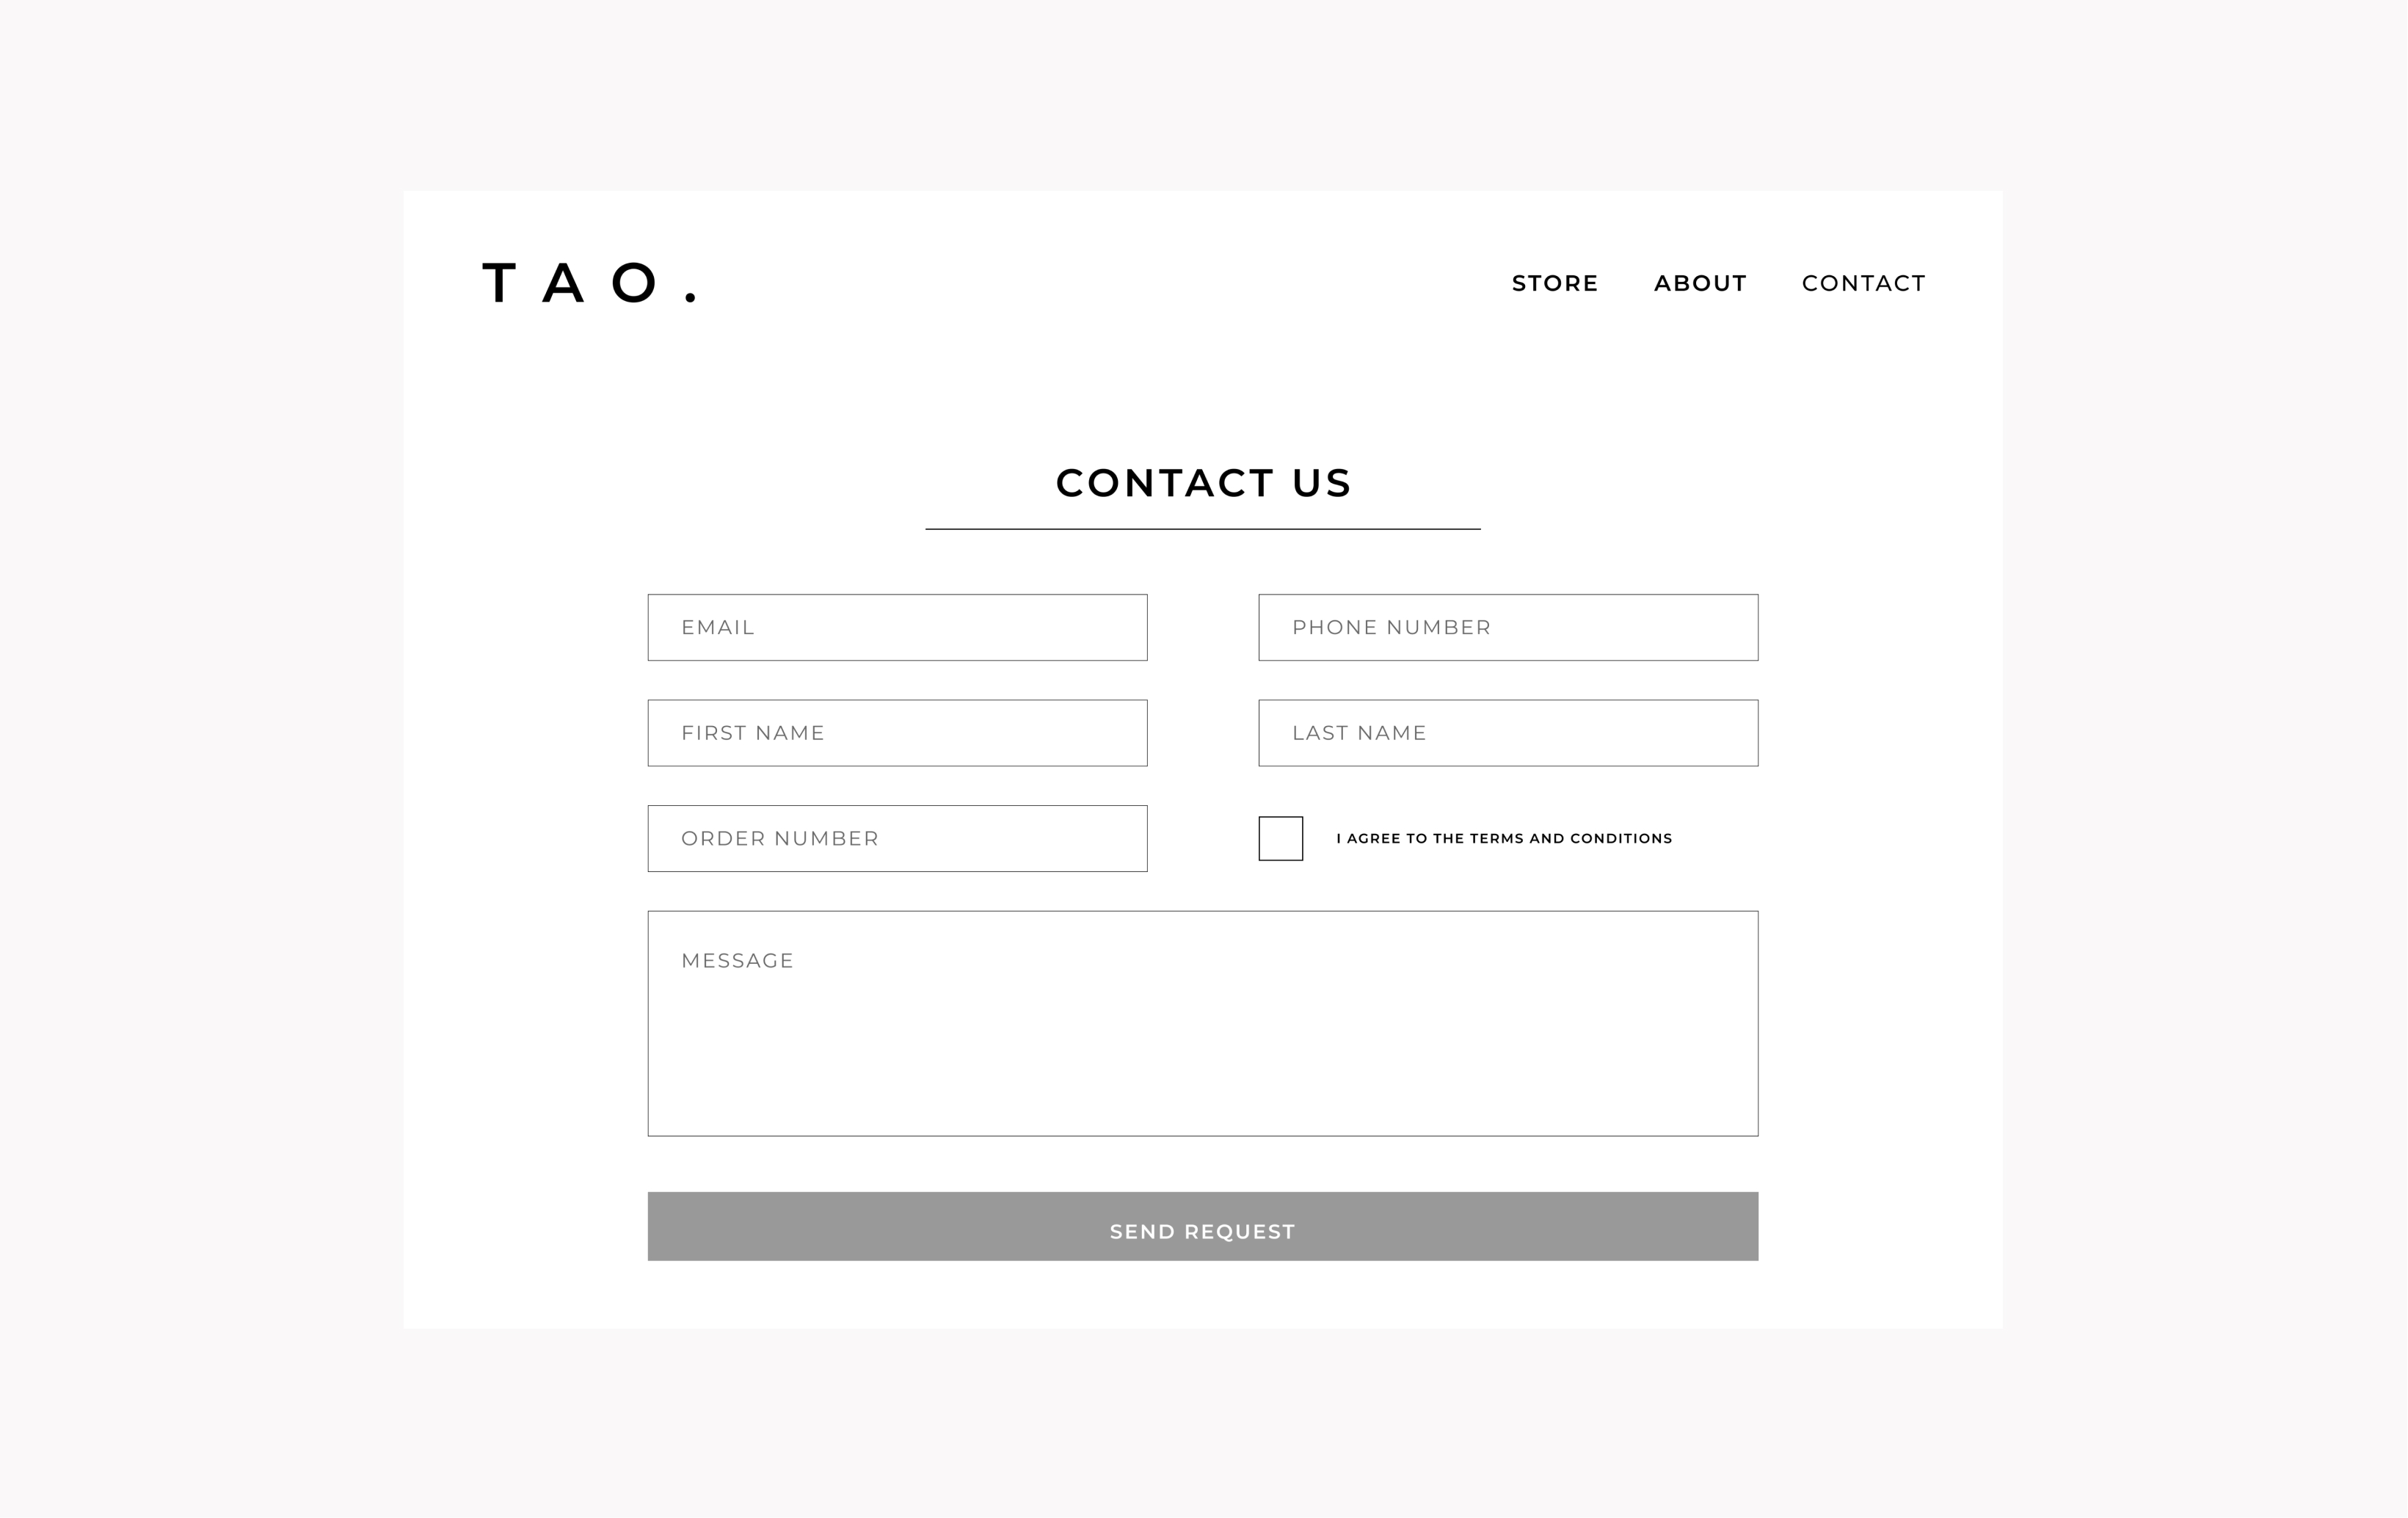 T A O .
STORE ABOUT CONTACT
CONTACT US
EMAIL
PHONE NUMBER
FIRST NAME
LAST NAME
ORDER NUMBER
I AGREE TO THE TERMS AND CONDITIONS
MESSAGE
SEND REQUEST